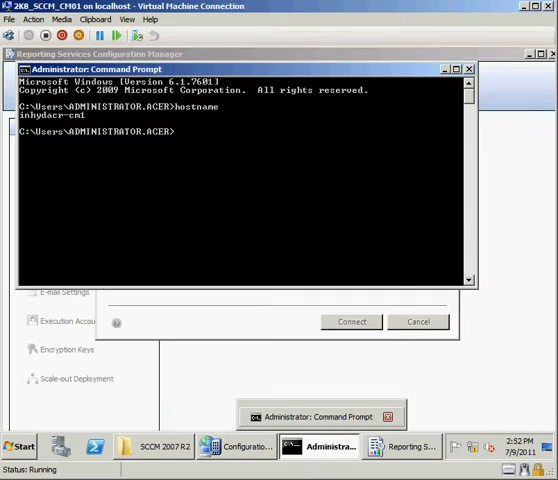 2K8_SCCM_CM01 on localhost - Virtual Machine Connection
File Action Media Clipboard View Help
Reporting Services Configuration Manager
Administrator: Command Prompt
Microsoft Windows [Version 6.1.7601]
Copyright (c) 2009 Microsoft Corporation. All rights reserved.
C:\Users\ADMINISTRATOR.ACER>hostname
inhydacr-cm1
C:\Users\ADMINISTRATOR.ACER>
E-mail Settings
Execution Accou
Connect Cancel
Encryption Keys
Scale-out Deployment
Administrator: Command Prompt
Start SCCM 2007 R2 Configuratio... Administra... Reporting S... 2:52 PM
7/9/2011
Status: Running